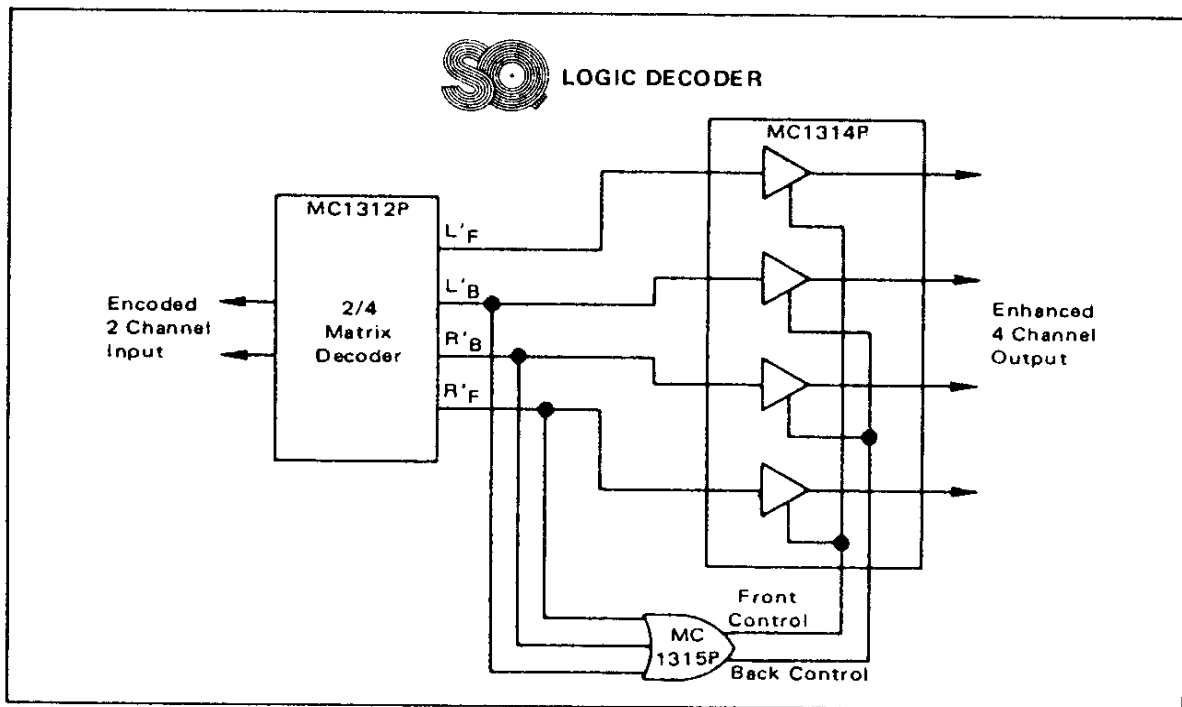 SQ LOGIC DECODER
MC1314P
MC1312P
L'F
L'B
R'B
R'F
2/4
Matrix
Decoder
Encoded
2 Channel
Input
Enhanced
4 Channel
Output
Front
Control
MC
1315P
Back Control